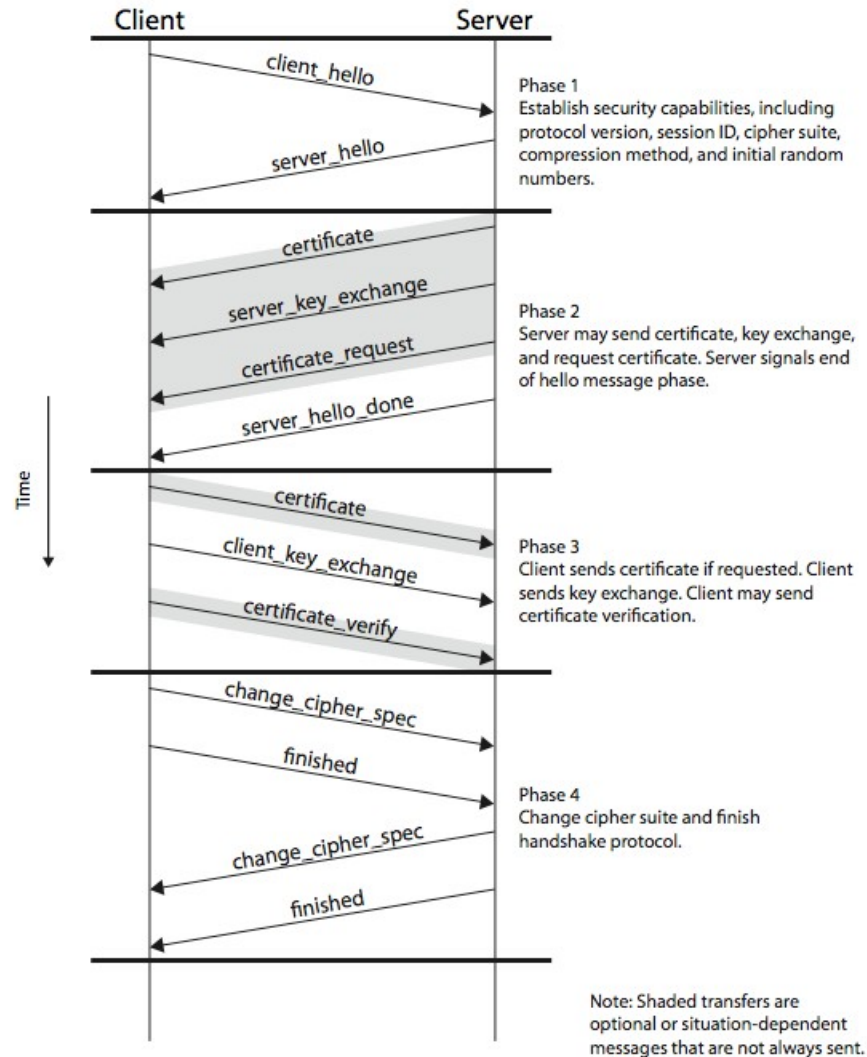 Client
Server
client_hello
Phase 1
Establish security capabilities, including
protocol version, session ID, cipher suite,
compression method, and initial random
numbers.
server_hello
certificate
server_key_exchange
certificate_request
server_hello_done
Phase 2
Server may send certificate, key exchange,
and request certificate. Server signals end
of hello message phase.
Time
certificate
client_key_exchange
certificate_verify
Phase 3
Client sends certificate if requested. Client
sends key exchange. Client may send
certificate verification.
change_cipher_spec
finished
change_cipher_spec
finished
Phase 4
Change cipher suite and finish
handshake protocol.
Note: Shaded transfers are
optional or situation-dependent
messages that are not always sent.